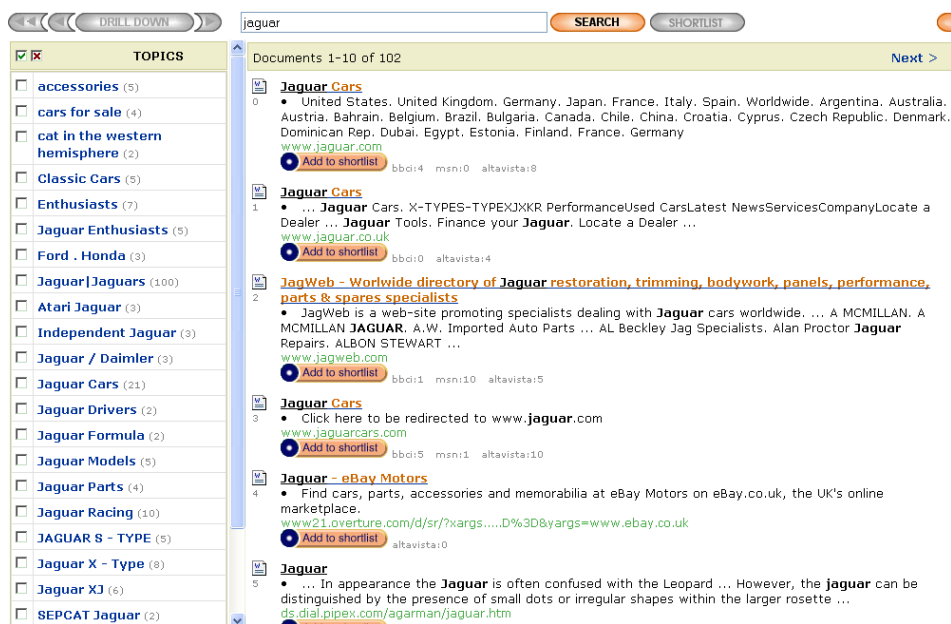 DRILL DOWN
jaguar
SEARCH
SHORTLIST
TOPICS
accessories (5)
cars for sale (4)
cat in the western
hemisphere (2)
Classic Cars (5)
Enthusiasts (7)
Jaguar Enthusiasts (5)
Ford . Honda (3)
Jaguar|Jaguars (100)
Atari Jaguar (3)
Independent Jaguar (3)
Jaguar / Daimler (3)
Jaguar Cars (21)
Jaguar Drivers (2)
Jaguar Formula (2)
Jaguar Models (5)
Jaguar Parts (4)
Jaguar Racing (10)
JAGUAR S - TYPE (5)
Jaguar X - Type (8)
Jaguar XJ (6)
SEPCAT Jaguar (2)
Documents 1-10 of 102
Next >
Jaguar Cars
0
• United States. United Kingdom. Germany. Japan. France. Italy. Spain. Worldwide. Argentina. Australia.
Austria. Bahrain. Belgium. Brazil. Bulgaria. Canada. Chile. China. Croatia. Cyprus. Czech Republic. Denmark.
Dominican Rep. Dubai. Egypt. Estonia. Finland. France. Germany
www.jaguar.com
Add to shortlist bbci:4 msn:0 altavista:8
Jaguar Cars
1
• ... Jaguar Cars. X-TYPES-TYPEXJXKR PerformanceUsed CarsLatest NewsServicesCompanyLocate a
Dealer ... Jaguar Tools. Finance your Jaguar. Locate a Dealer ...
www.jaguar.co.uk
Add to shortlist bbci:0 altavista:4
JagWeb - Worlwide directory of Jaguar restoration, trimming, bodywork, panels, performance,
2
parts & spares specialists
• JagWeb is a web-site promoting specialists dealing with Jaguar cars worldwide. ... A MCMILLAN. A
MCMILLAN JAGUAR. A.W. Imported Auto Parts ... AL Beckley Jag Specialists. Alan Proctor Jaguar
Repairs. ALBON STEWART ...
www.jagweb.com
Add to shortlist bbci:1 msn:10 altavista:5
Jaguar Cars
3
• Click here to be redirected to www.jaguar.com
www.jaguarcars.com
Add to shortlist bbci:5 msn:1 altavista:10
Jaguar - eBay Motors
4
• Find cars, parts, accessories and memorabilia at eBay Motors on eBay.co.uk, the UK's online
marketplace.
www21.overture.com/d/sr/?xargs.....D%3D&yargs=www.ebay.co.uk
Add to shortlist altavista:0
Jaguar
5
• ... In appearance the Jaguar is often confused with the Leopard ... However, the jaguar can be
distinguished by the presence of small dots or irregular shapes within the larger rosette ...
ds.dial.pipex.com/agarman/jaguar.htm